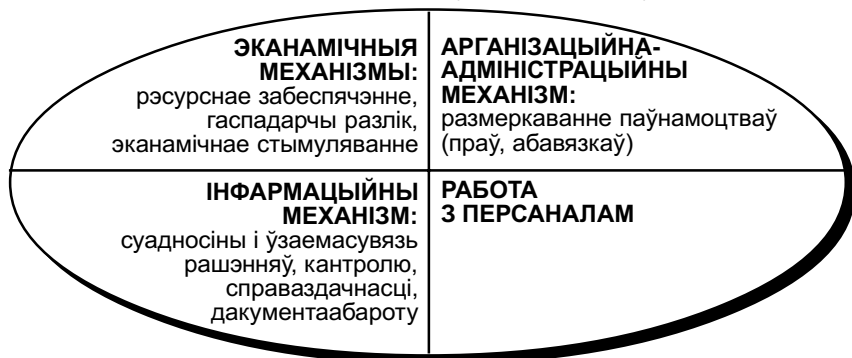 ЭКАНАМІЧНЫЯ
МЕХАНІЗМЫ:
рэсурснае забеспячэнне,
гаспадарчы разлік,
эканамічнае стымуляванне
АРГАНІЗАЦЫЙНА-
АДМІНІСТРАЦЫЙНЫ
МЕХАНІЗМ:
размеркаванне паўнамоцтваў
(праў, абавязкаў)
ІНФАРМАЦЫЙНЫ
МЕХАНІЗМ:
суадносіны і ўзаемасувязь
рашэнняў, кантролю,
справаздачнасці,
дакументаабароту
РАБОТА
З ПЕРСАНАЛАМ